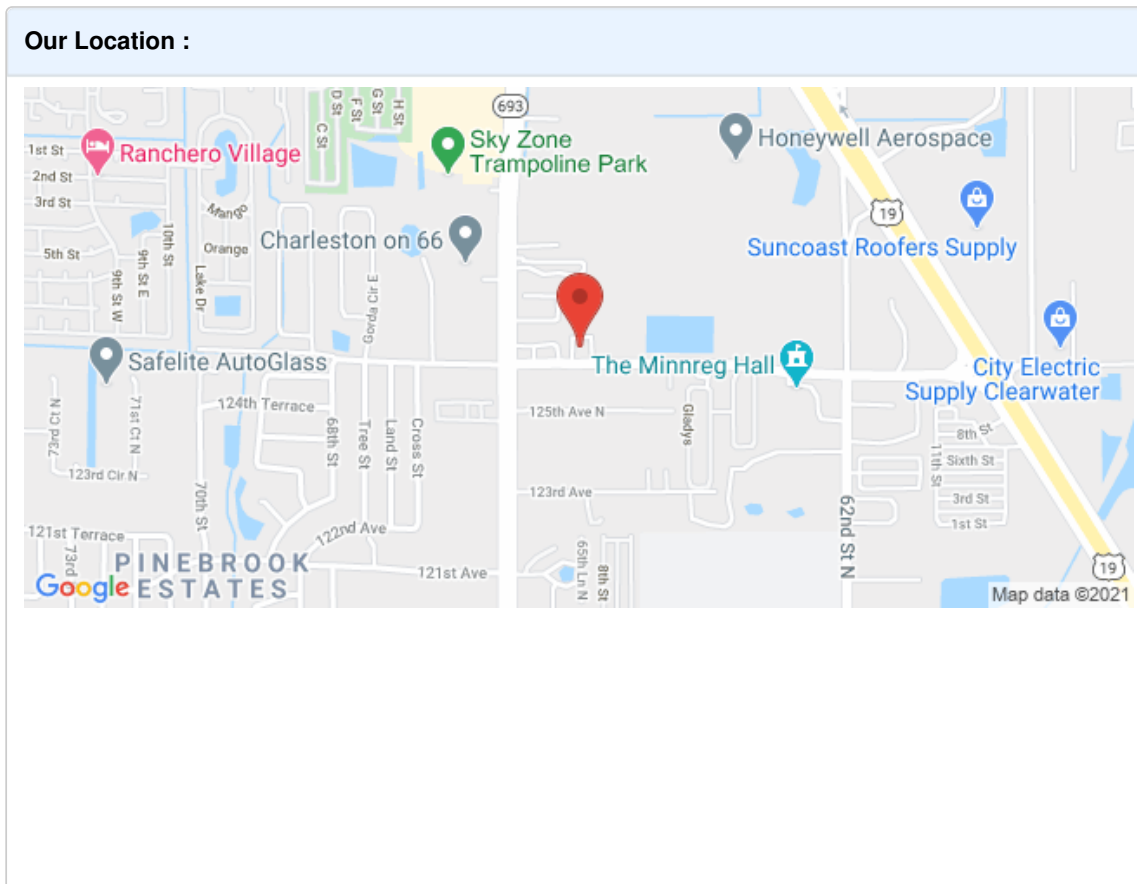 Our Location :
693
D St
F St
G St
H St
C St
Sky Zone
Trampoline Park
Honeywell Aerospace
1st St
Ranchero Village
2nd St
3rd St
Mango
19
Suncoast Roofers Supply
10th St
Charleston on 66
5th St
Orange
9th St E
9th St W
Lake Dr
Gorda Cir E
Safelite AutoGlass
The Minnreg Hall
City Electric
Supply Clearwater
124th Terrace
125th Ave N
Gladys
73rd Ct N
71st Ct N
68th St
Tree St
Land St
Cross St
8th St
11th St
Sixth St
123rd Cir N
123rd Ave
3rd St
1st St
70th St
62nd St N
122nd Ave
121st Terrace
73rd
PINEBROOK
ESTATES
121st Ave
65th Ln N
8th St
19
Google
Map data ©2021